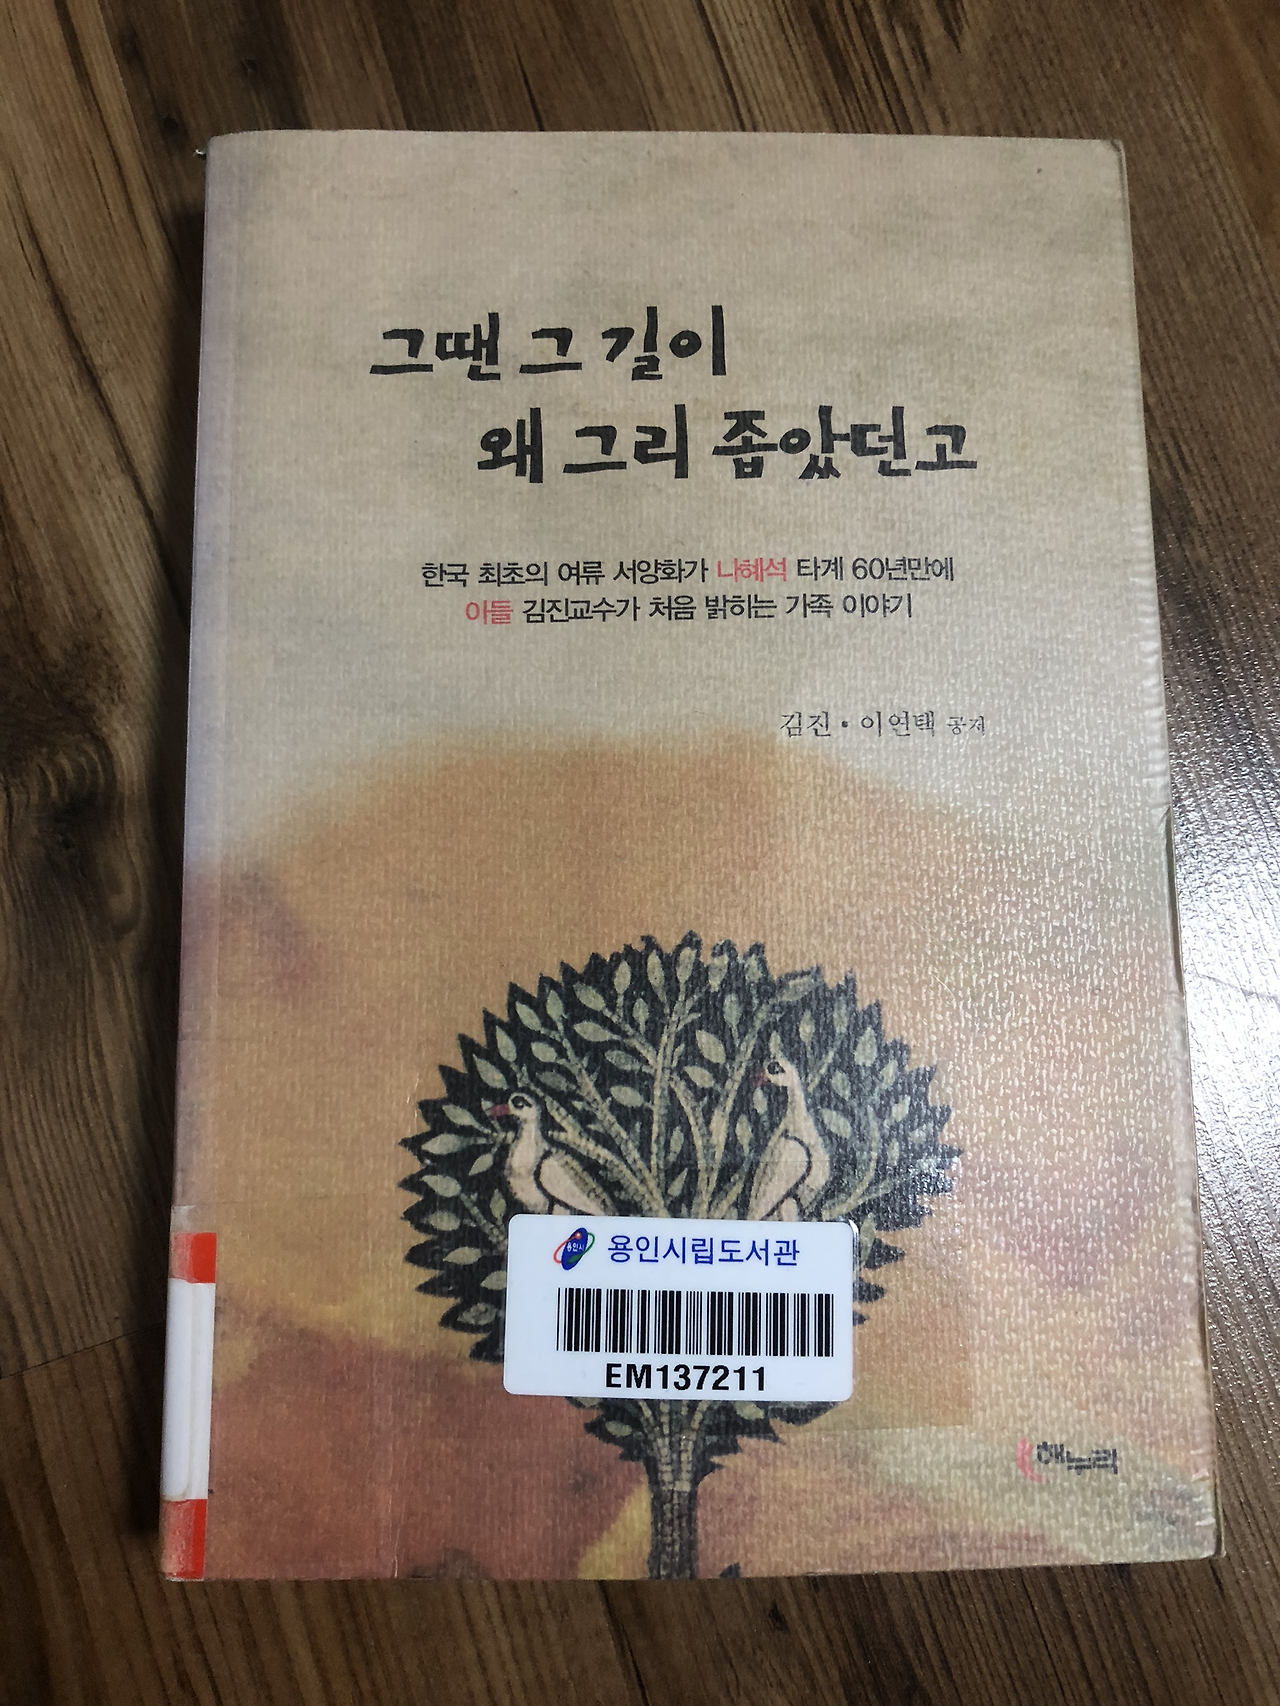 그땐 그 길이
왜 그리 좁았던고
한국 최초의 여류 서양화가 나혜석 타계 60년만에
아들 김진교수가 처음 밝히는 가족 이야기
김진 • 이연택 공저
용인시
용인시립도서관
EM137211
해누리